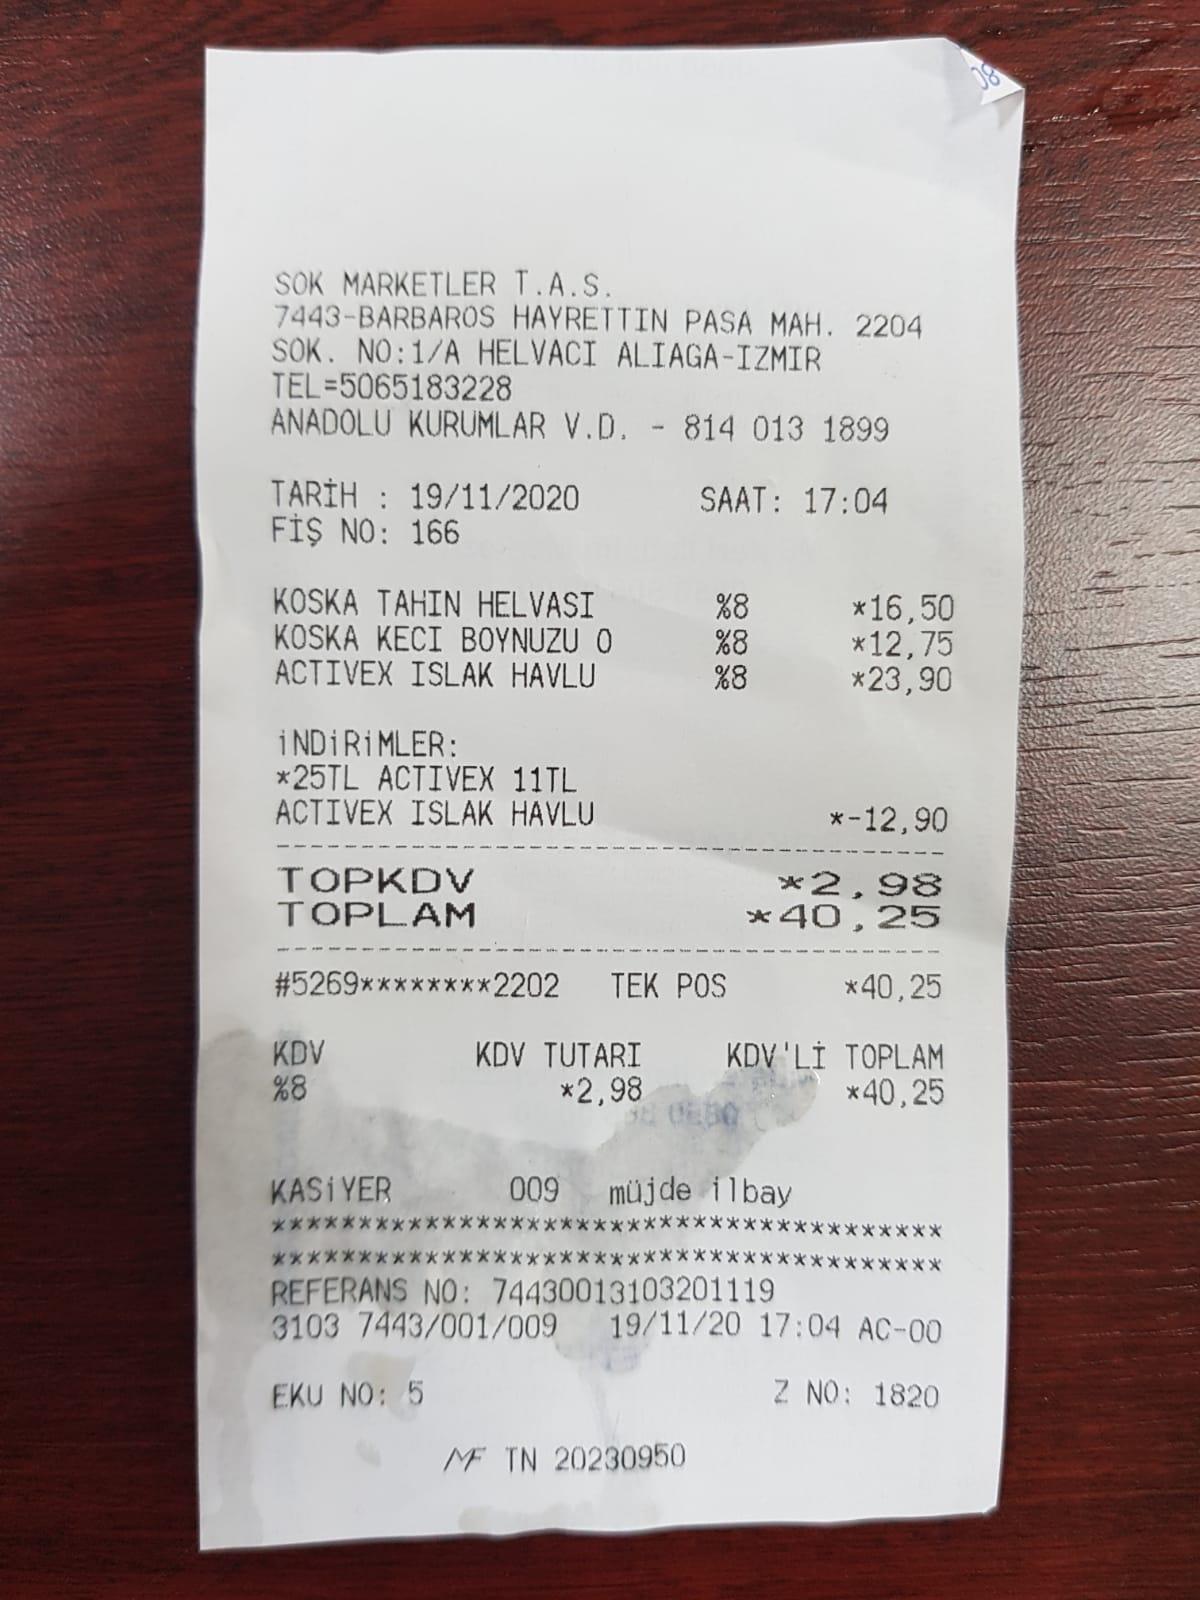 SOK MARKETLER T.A.S.
7443-BARBAROS HAYRETTIN PASA MAH. 2204
SOK. NO:1/A HELVACI ALIAGA-IZMIR
TEL=5065183228
ANADOLU KURUMLAR V.D. - 814 013 1899
TARİH : 19/11/2020 SAAT: 17:04
FİŞ NO: 166
KOSKA TAHIN HELVASI %8 *16,50
KOSKA KECI BOYNUZU O %8 *12,75
ACTIVEX ISLAK HAVLU %8 *23,90
iNDiRiMLER:
*25TL ACTIVEX 11TL
ACTIVEX ISLAK HAVLU *-12,90
TOPKDV *2,98
TOPLAM *40,25
#5269********2202 TEK POS *40,25
KDV KDV TUTARI KDV'Lİ TOPLAM
%8 *2,98 *40,25
KASiYER 009 müjde ilbay
***************************************
***************************************
REFERANS NO: 74430013103201119
3103 7443/001/009 19/11/20 17:04 AC-00
EKU NO: 5 Z NO: 1820
MF TN 20230950